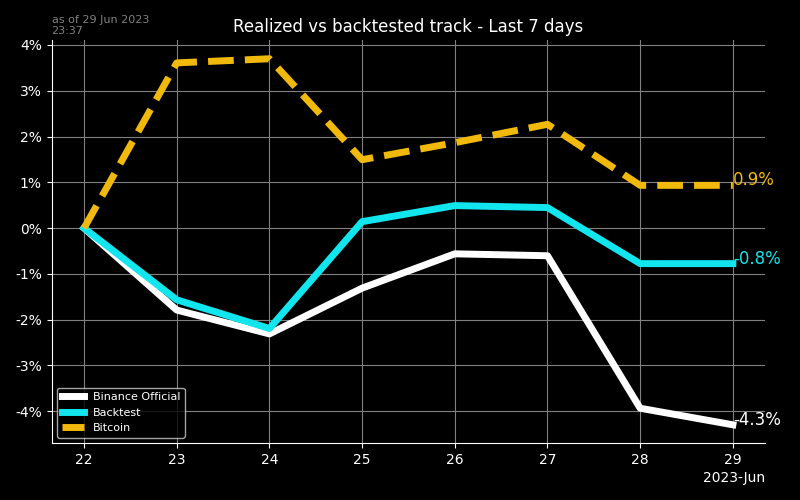 as of 29 Jun 2023
23:37
Realized vs backtested track - Last 7 days
4%
3%
2%
1%
0%
-1%
-2%
-3%
-4%
0.9%
-0.8%
-4.3%
Binance Official
Backtest
Bitcoin
22 23 24 25 26 27 28 29
2023-Jun